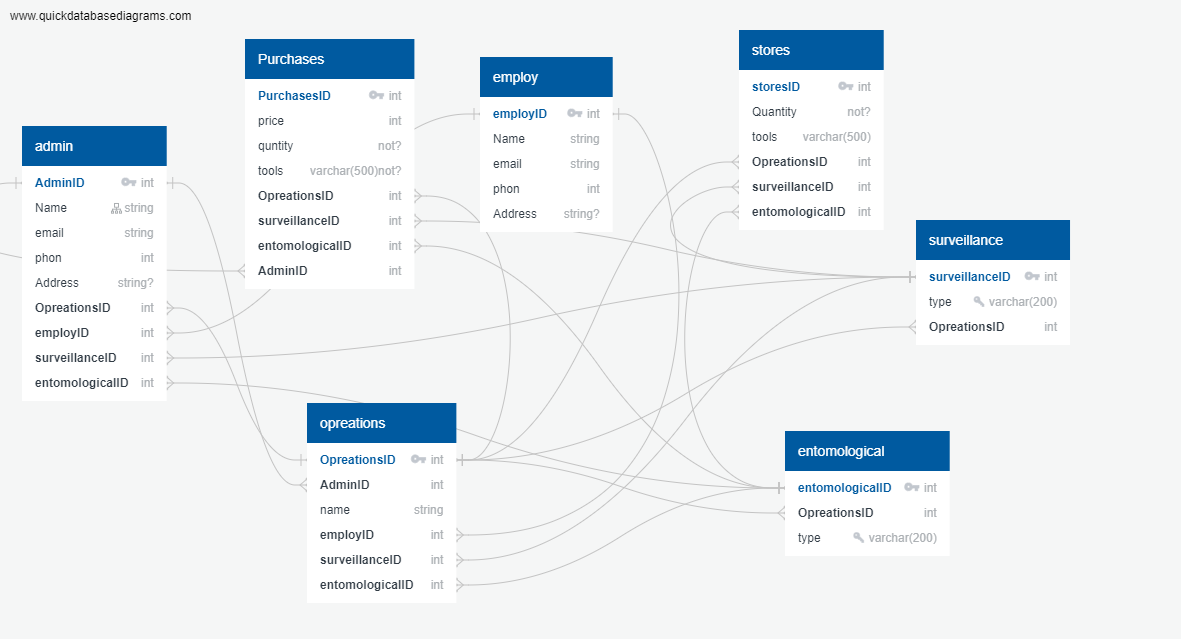 www.quickdatabasediagrams.com
admin
AdminID int
Name string
email string
phon int
Address string?
OpreationsID int
employID int
surveillanceID int
entomologicalID int
Purchases
PurchasesID int
price int
quntity not?
tools varchar(500)not?
OpreationsID int
surveillanceID int
entomologicalID int
AdminID int
employ
employID int
Name string
email string
phon int
Address string?
stores
storesID int
Quantity not?
tools varchar(500)
OpreationsID int
surveillanceID int
entomologicalID int
surveillance
surveillanceID int
type varchar(200)
OpreationsID int
opreations
OpreationsID int
AdminID int
name string
employID int
surveillanceID int
entomologicalID int
entomological
entomologicalID int
OpreationsID int
type varchar(200)